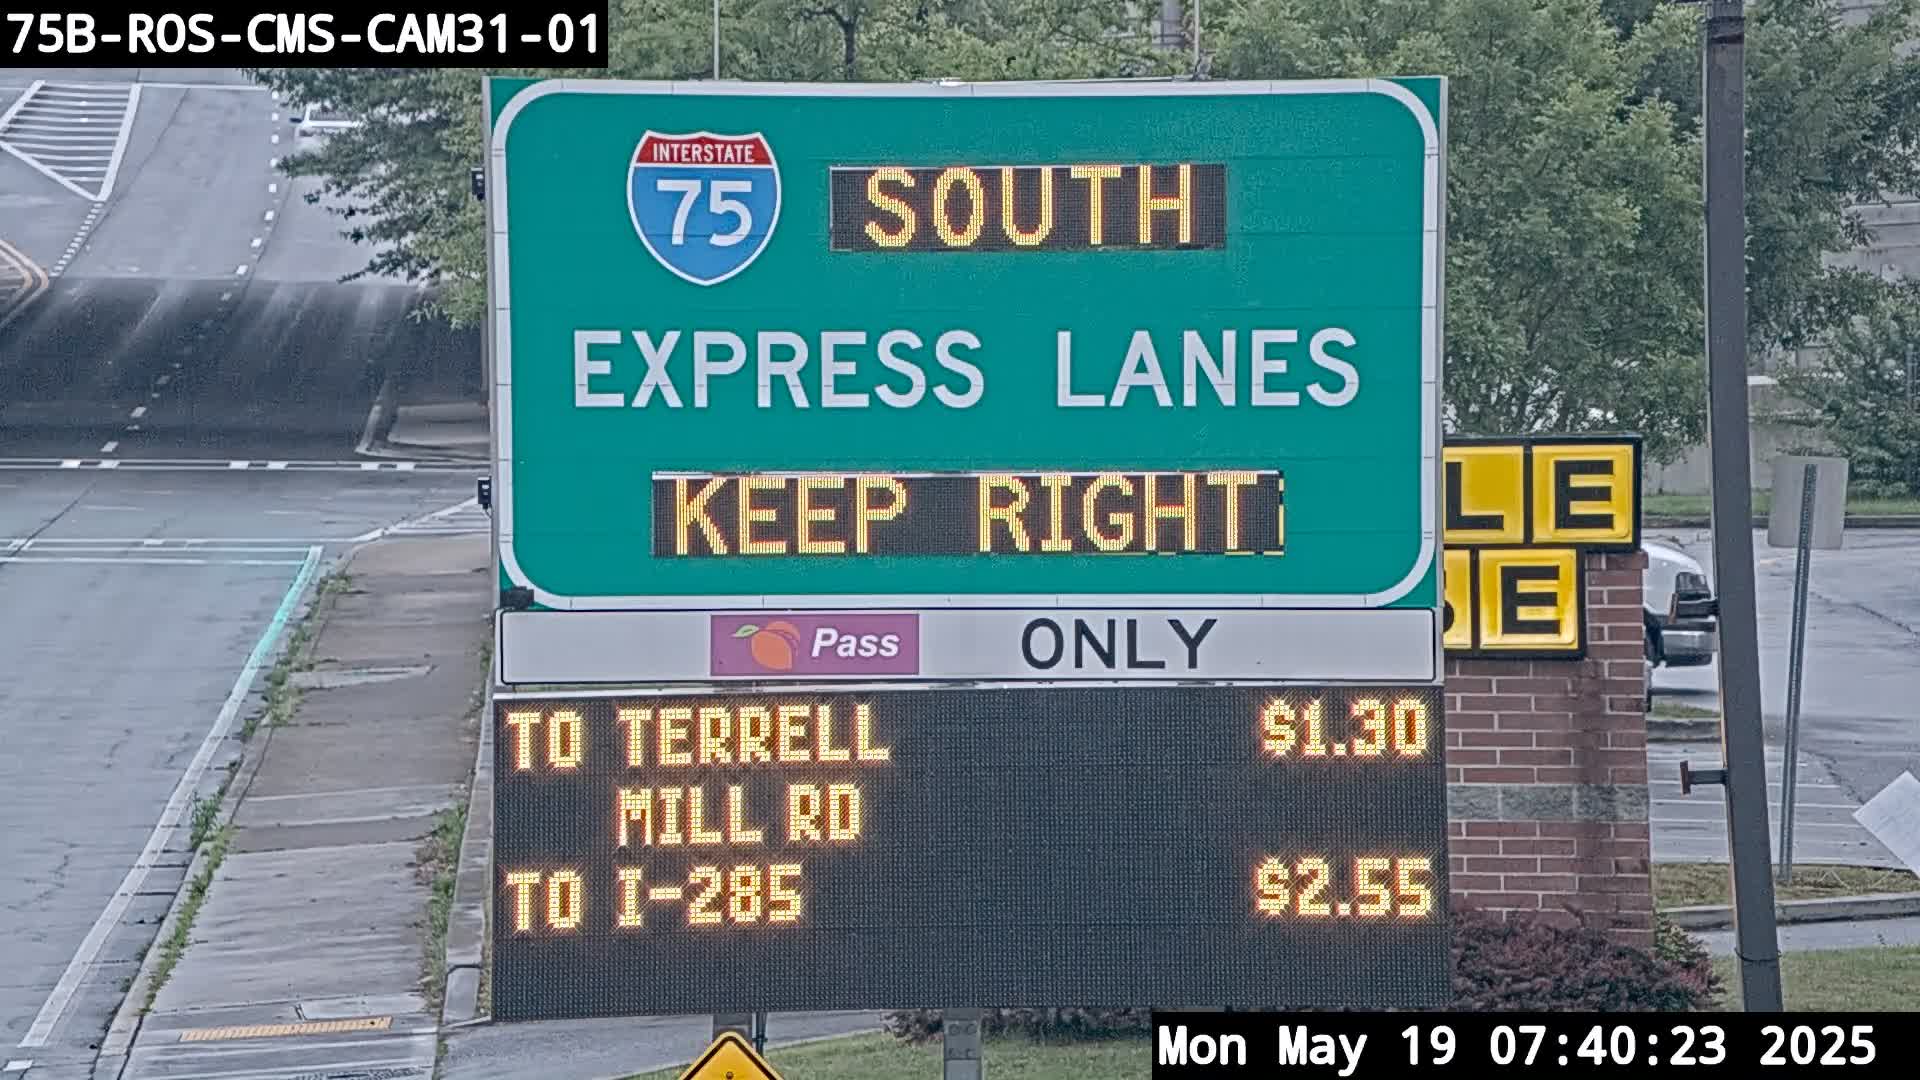 75B-ROS-CMS-CAM31-01
INTERSTATE
75
SOUTH
EXPRESS LANES
KEEP RIGHT
LE
E
Pass ONLY
TO TERRELL $1.30
MILL RD
TO I-285 $2.55
Mon May 19 07:40:23 2025